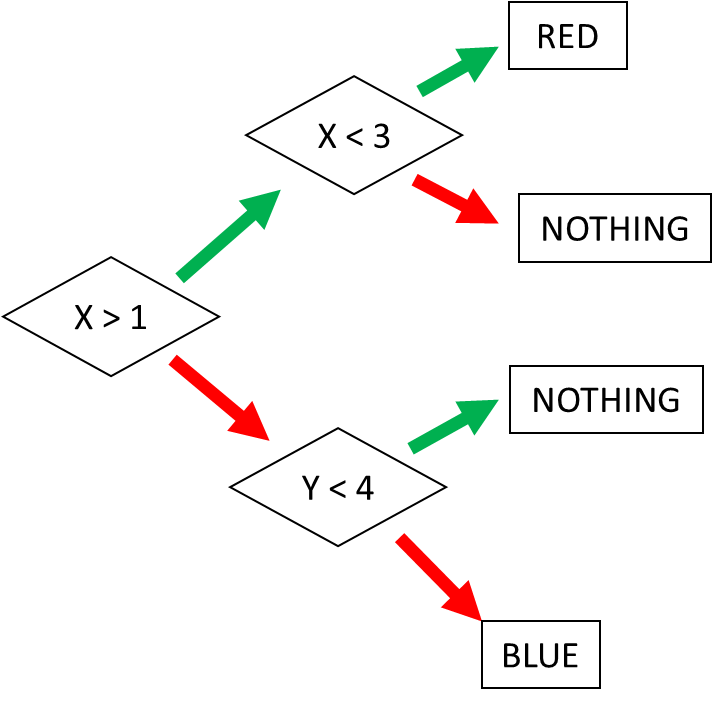 RED
X < 3
NOTHING
X > 1
NOTHING
Y < 4
BLUE